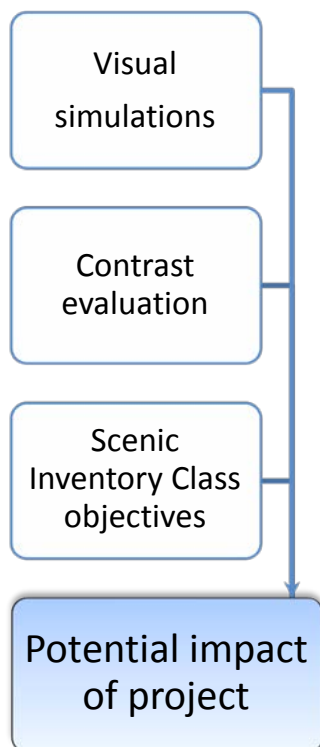 Visual
simulations
Contrast
evaluation
Scenic
Inventory Class
objectives
Potential impact
of project